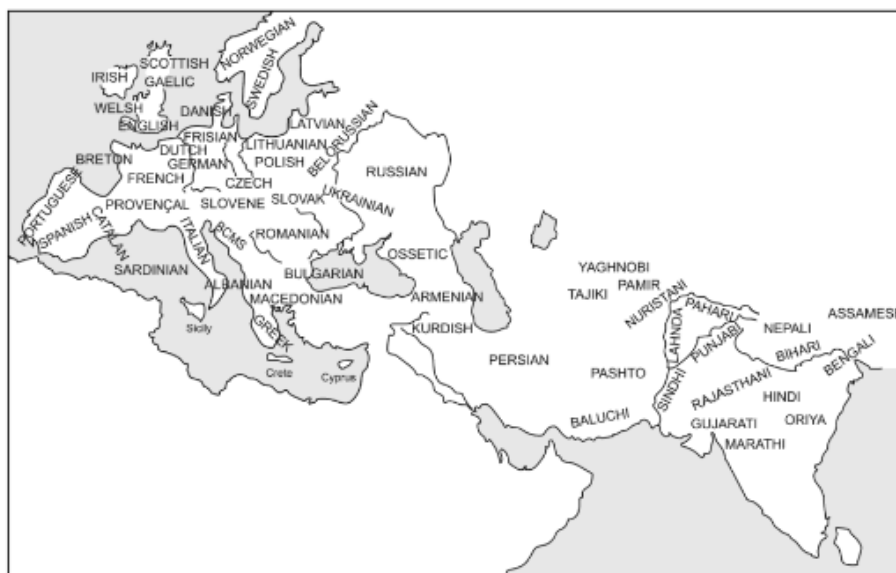 NORWEGIAN
SWEDISH
SCOTTISH
GAELIC
IRISH
WELSH
ENGLISH
DANISH
FRISIAN
DUTCH
GERMAN
LATVIAN
LITHUANIAN
POLISH
BELORUSSIAN
RUSSIAN
BRETON
FRENCH
CZECH
PORTUGUESE
SPANISH
CATALAN
PROVENÇAL
SLOVENE
SLOVAK
UKRAINIAN
ITALIAN
BCMS
ROMANIAN
OSSETIC
SARDINIAN
ALBANIAN
BULGARIAN
MACEDONIAN
ARMENIAN
GREEK
KURDISH
Sicily
Crete
Cyprus
PERSIAN
YAGHNOBI
PAMIR
TAJIKI
NURISTANI
PAHARI
LAHNDA
PUNJABI
NEPALI
ASSAMESE
BIHARI
BENGALI
PASHTO
SINDHI
RAJASTHANI
HINDI
BALUCHI
GUJARATI
ORIYA
MARATHI